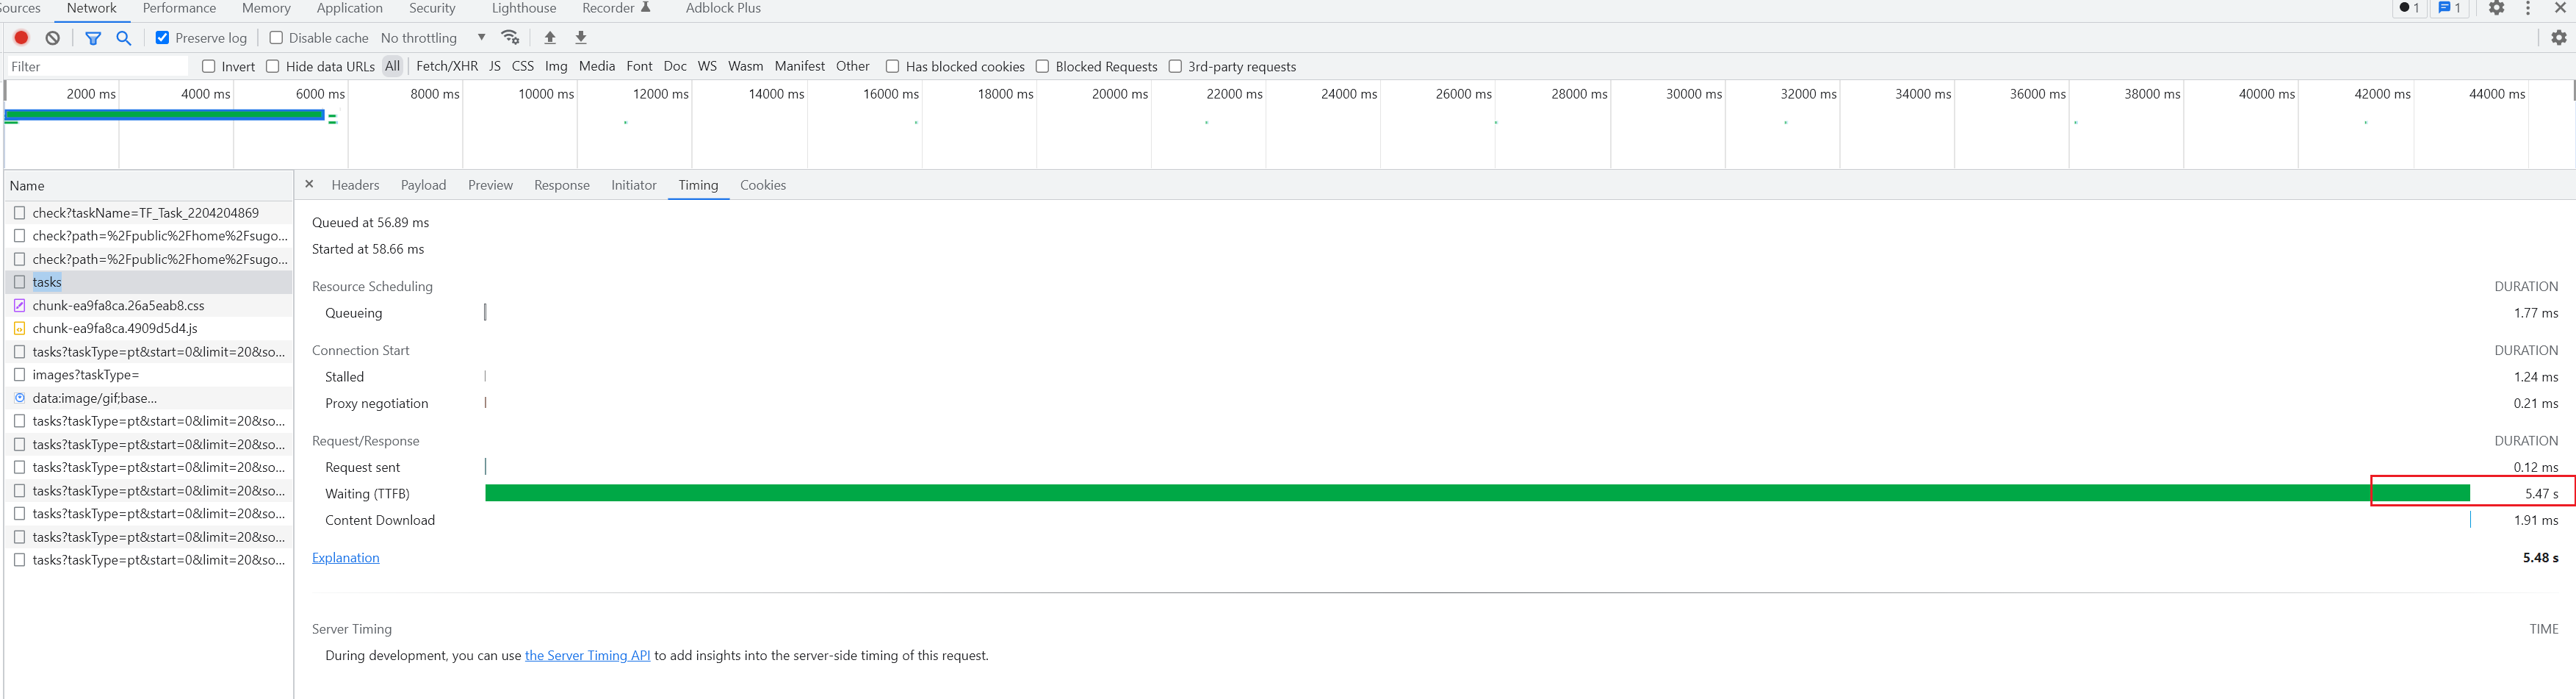 Sources Network Performance Memory Application Security Lighthouse Recorder Adblock Plus 1 1
Preserve log Disable cache No throttling
Filter Invert Hide data URLs All Fetch/XHR JS CSS Img Media Font Doc WS Wasm Manifest Other Has blocked cookies Blocked Requests 3rd-party requests
2000 ms 4000 ms 6000 ms 8000 ms 10000 ms 12000 ms 14000 ms 16000 ms 18000 ms 20000 ms 22000 ms 24000 ms 26000 ms 28000 ms 30000 ms 32000 ms 34000 ms 36000 ms 38000 ms 40000 ms 42000 ms 44000 ms
Name
check?taskName=TF_Task_2204204869
check?path=%2Fpublic%2Fhome%2Fsugo...
check?path=%2Fpublic%2Fhome%2Fsugo...
tasks
chunk-ea9fa8ca.26a5eab8.css
chunk-ea9fa8ca.4909d5d4.js
tasks?taskType=pt&start=0&limit=20&so...
images?taskType=
data:image/gif;base...
tasks?taskType=pt&start=0&limit=20&so...
tasks?taskType=pt&start=0&limit=20&so...
tasks?taskType=pt&start=0&limit=20&so...
tasks?taskType=pt&start=0&limit=20&so...
tasks?taskType=pt&start=0&limit=20&so...
tasks?taskType=pt&start=0&limit=20&so...
tasks?taskType=pt&start=0&limit=20&so...
Headers Payload Preview Response Initiator Timing Cookies
Queued at 56.89 ms
Started at 58.66 ms
Resource Scheduling DURATION
Queueing 1.77 ms
Connection Start DURATION
Stalled 1.24 ms
Proxy negotiation 0.21 ms
Request/Response DURATION
Request sent 0.12 ms
Waiting (TTFB) 5.47 s
Content Download 1.91 ms
Explanation 5.48 s
Server Timing TIME
During development, you can use the Server Timing API to add insights into the server-side timing of this request.